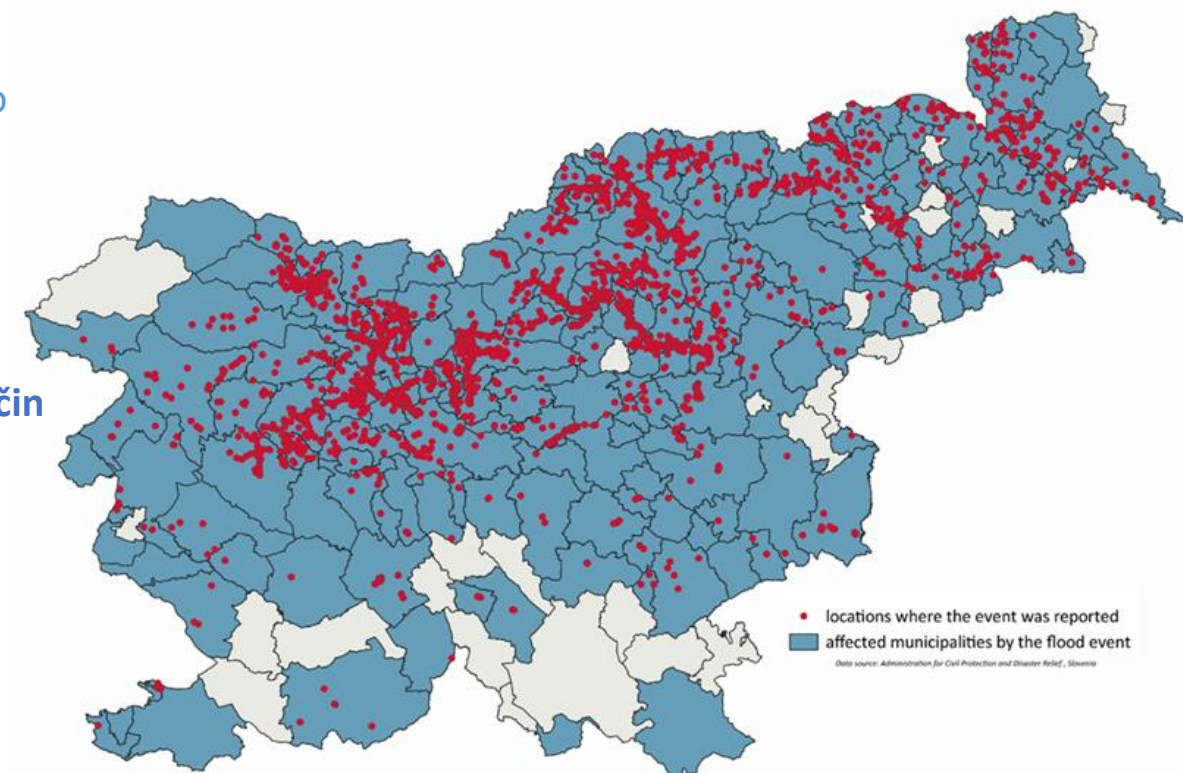 o
čin
locations where the event was reported
affected municipalities by the flood event
Data source: Administration for Civil Protection and Disaster Relief , Slovenia